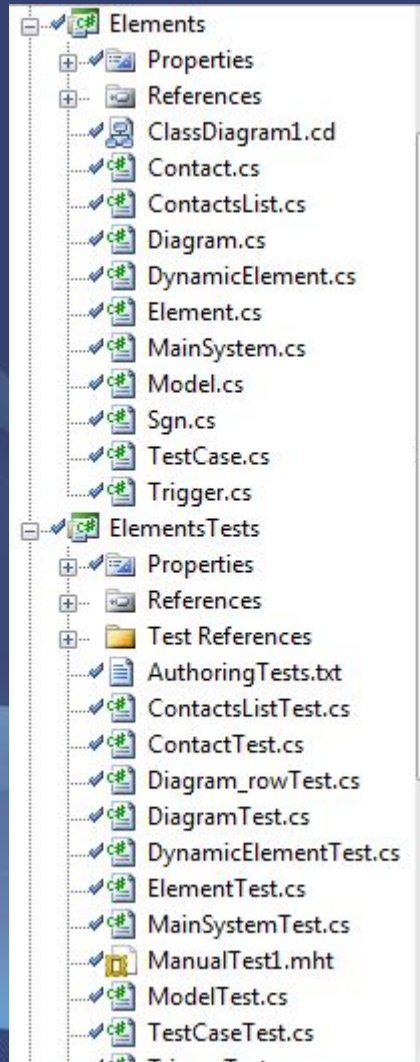 Elements
Properties
References
ClassDiagram1.cd
Contact.cs
ContactsList.cs
Diagram.cs
DynamicElement.cs
Element.cs
MainSystem.cs
Model.cs
Sgn.cs
TestCase.cs
Trigger.cs
ElementsTests
Properties
References
Test References
AuthoringTests.txt
ContactsListTest.cs
ContactTest.cs
Diagram_rowTest.cs
DiagramTest.cs
DynamicElementTest.cs
ElementTest.cs
MainSystemTest.cs
ManualTest1.mht
ModelTest.cs
TestCaseTest.cs